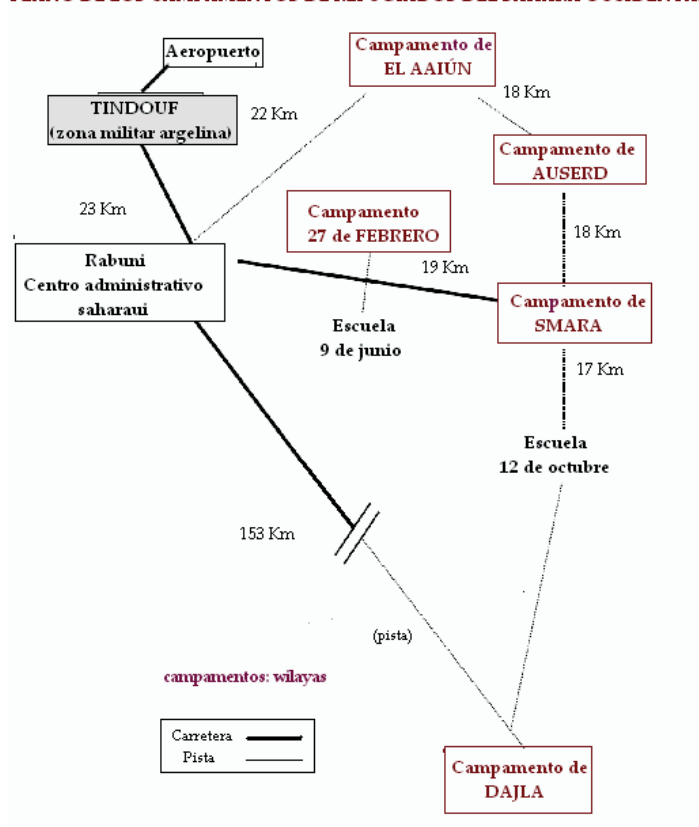 Aeropuerto
Campamento de
EL AAIÚN
TINDOUF
(zona militar argelina)
22 Km
18 Km
Campamento de
AUSERD
23 Km
Campamento
27 de FEBRERO
18 Km
Rabuni
Centro administrativo
saharaui
19 Km
Campamento de
SMARA
Escuela
9 de junio
17 Km
Escuela
12 de octubre
153 Km
(pista)
campamentos: wilayas
Carretera
Pista
Campamento de
DAJLA